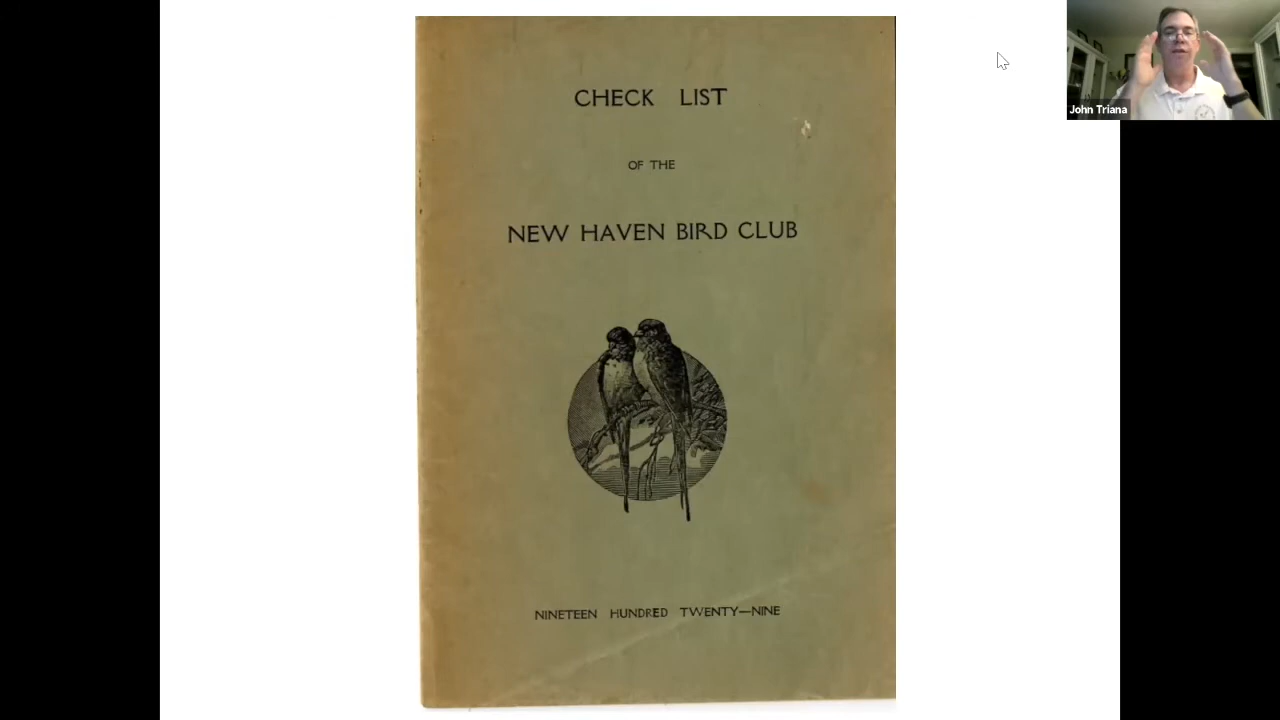 CHECK LIST
OF THE
NEW HAVEN BIRD CLUB
NINETEEN HUNDRED TWENTY—NINE
John Triana